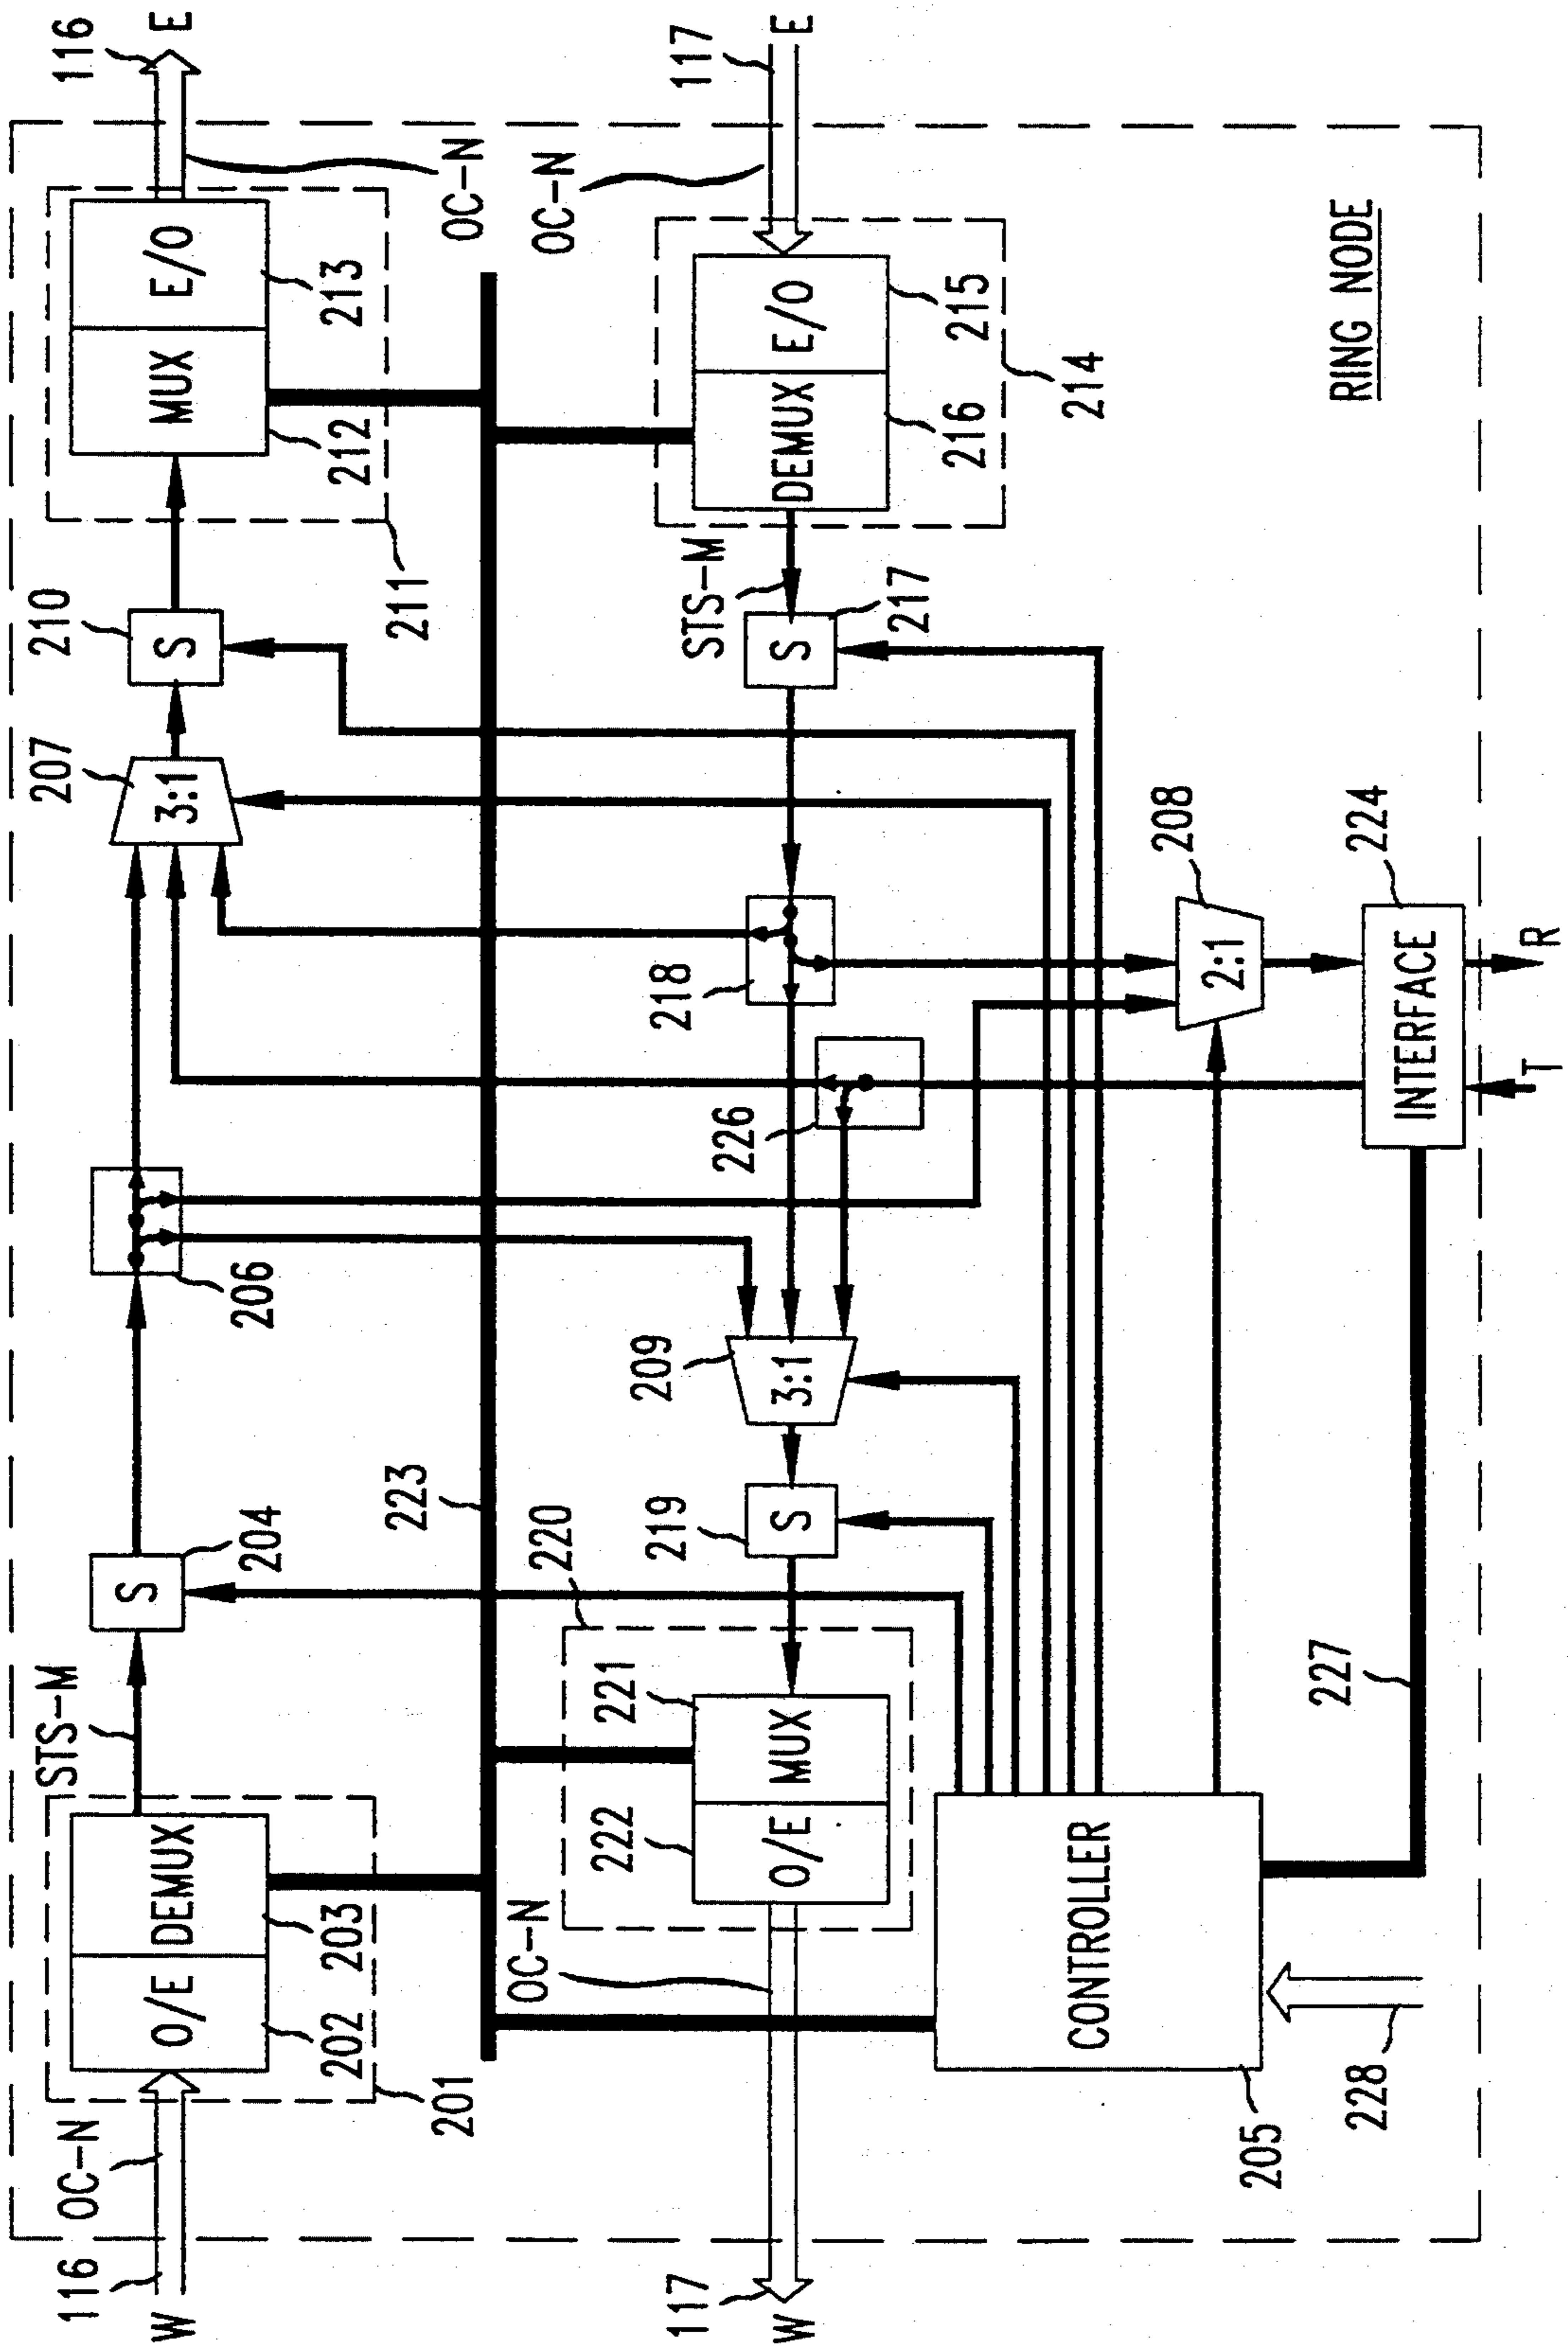 116
E
W
116
OC-N
O/E
DEMUX
202
203
201
STS-M
S
204
206
3:1
207
S
210
MUX
E/O
212
213
211
OC-N
223
117
E
OC-N
E/O
DEMUX
215
216
214
STS-M
S
217
218
226
3:1
209
S
219
220
MUX
O/E
221
222
OC-N
117
W
CONTROLLER
205
228
227
2:1
208
INTERFACE
224
T
R
RING NODE